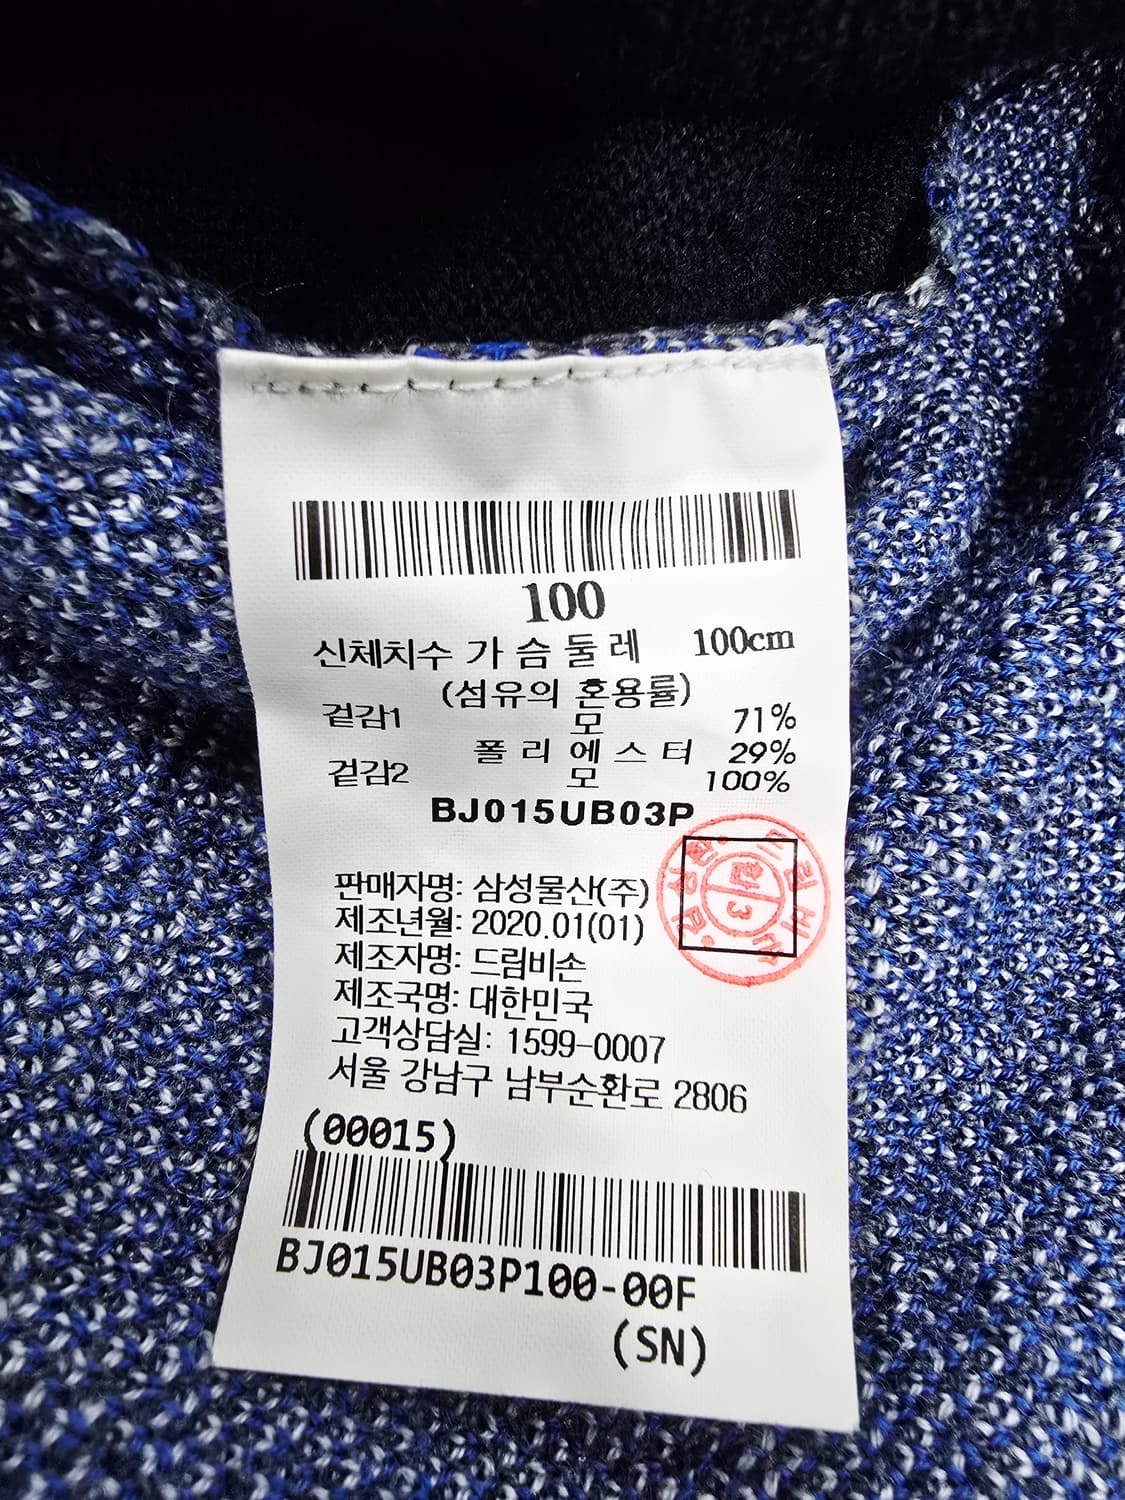 100
신체치수 가슴둘레 100cm
(섬유의 혼용률)
겉감1 모 71%
폴리에스터 29%
겉감2 모 100%
BJ015UB03P
판매자명: 삼성물산(주)
제조년월: 2020.01(01)
제조자명: 드림비손
제조국명: 대한민국
고객상담실: 1599-0007
서울 강남구 남부순환로 2806
(00015)
BJ015UB03P100-00F
(SN)